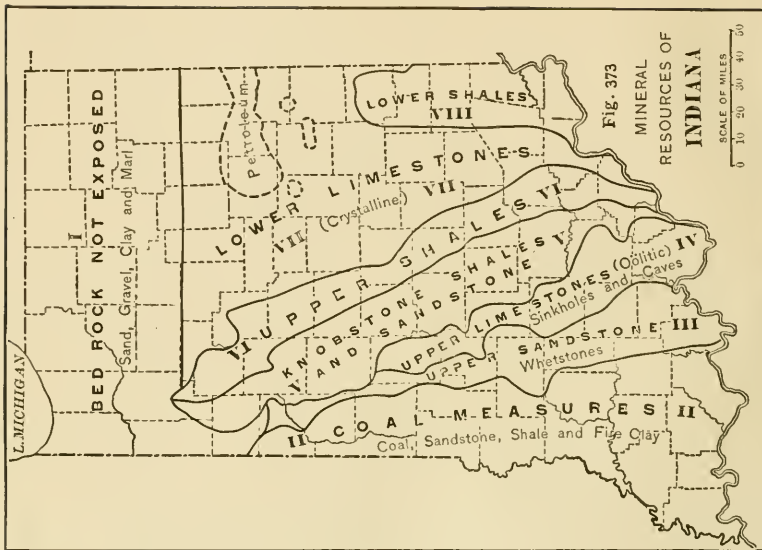 L. MICHIGAN
BED ROCK NOT EXPOSED
I
Sand, Gravel, Clay and Marl
Petroleum
LOWER LIMESTONES
VII (Crystalline) VII
LOWER SHALES
VIII
VI UPPER SHALES VI
V KNOBSTONE SHALES V
AND SANDSTONE
UPPER LIMESTONES (Oolitic) IV
Sinkholes and Caves
UPPER SANDSTONE III
Whetstones
II COAL MEASURES II
Coal, Sandstone, Shale and Fire Clay
Fig. 373
MINERAL
RESOURCES OF
INDIANA
SCALE OF MILES
0 10 20 30 40 50